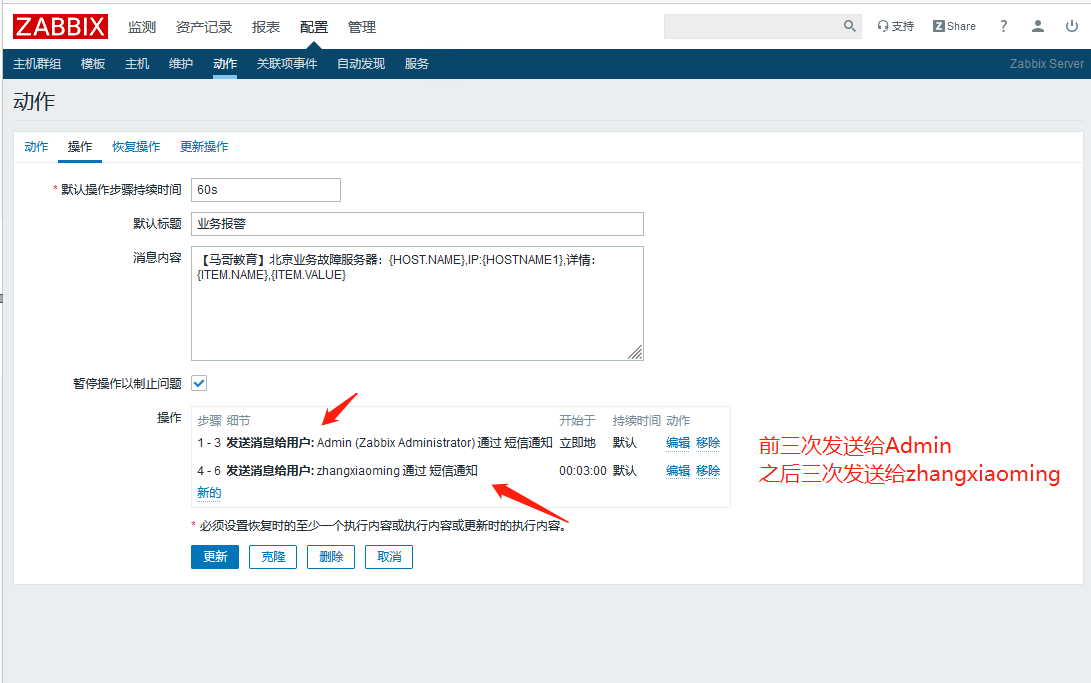 ZABBIX 监测 资产记录 报表 配置 管理 支持 Z Share ?
主机群组 模板 主机 维护 动作 关联项事件 自动发现 服务 Zabbix Server
动作
动作 操作 恢复操作 更新操作
* 默认操作步骤持续时间 60s
默认标题 业务报警
消息内容 【马哥教育】北京业务故障服务器：{HOST.NAME},IP:{HOSTNAME1},详情：
{ITEM.NAME},{ITEM.VALUE}
暂停操作以制止问题
操作 步骤 细节 开始于 持续时间 动作
1 - 3 发送消息给用户: Admin (Zabbix Administrator) 通过 短信通知 立即地 默认 编辑 移除
4 - 6 发送消息给用户: zhangxiaoming 通过 短信通知 00:03:00 默认 编辑 移除
新的
前三次发送给Admin
之后三次发送给zhangxiaoming
* 必须设置恢复时的至少一个执行内容或执行内容或更新时的执行内容。
更新 克隆 删除 取消